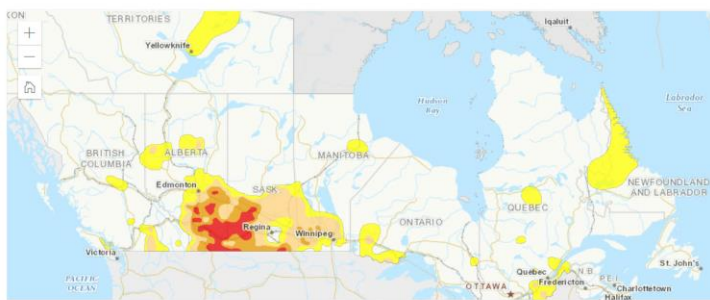 KON
TERRITORIES
Iqaluit
+
Yellowknife
−
Hudson
Bay
Labrador
Sea
BRITISH
COLUMBIA
ALBERTA
MANITOBA
SASK
Edmonton
NEWFOUNDLAND
AND LABRADOR
QUEBEC
ONTARIO
Regina
Winnipeg
Victoria
St. John's
Quebec
N.B.
P.E.I.
PACIFIC
OCEAN
Fredericton
Charlottetown
OTTAWA
Halifax